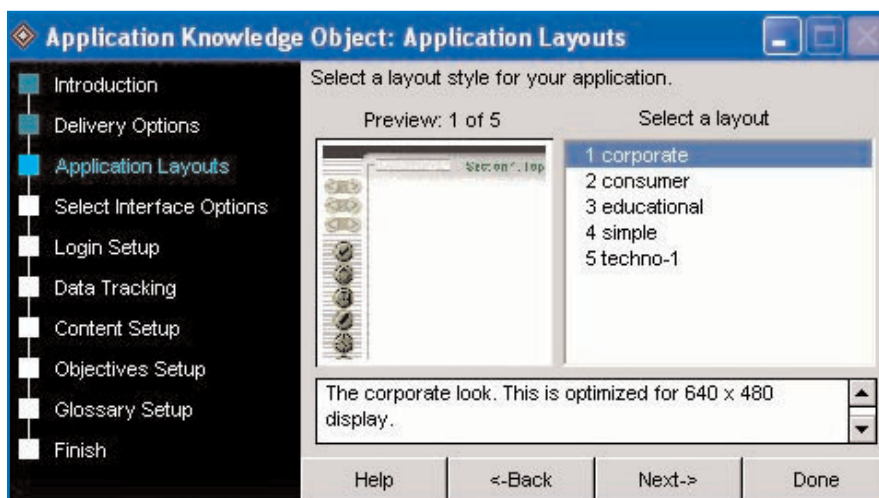 Application Knowledge Object: Application Layouts
Introduction
Delivery Options
Application Layouts
Select Interface Options
Login Setup
Data Tracking
Content Setup
Objectives Setup
Glossary Setup
Finish
Select a layout style for your application.
Preview: 1 of 5
Select a layout
1 corporate
2 consumer
3 educational
4 simple
5 techno-1
The corporate look. This is optimized for 640 x 480
display.
Help
<-Back
Next->
Done